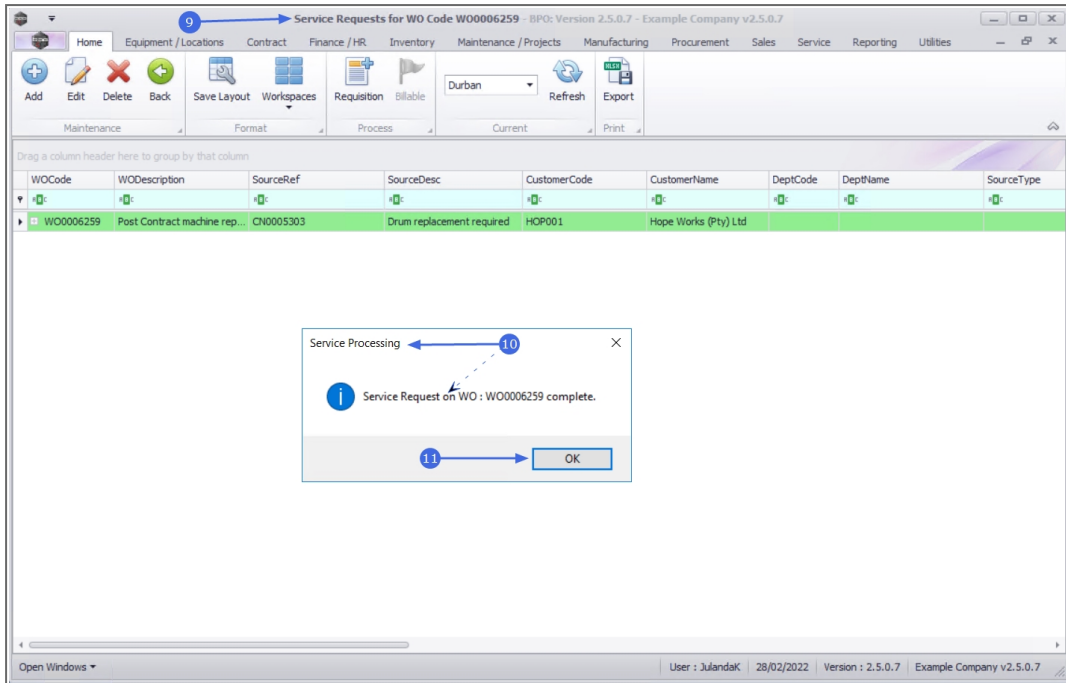 9
Service Requests for WO Code WO0006259 - BPO: Version 2.5.0.7 - Example Company v2.5.0.7
Home Equipment / Locations Contract Finance / HR Inventory Maintenance / Projects Manufacturing Procurement Sales Service Reporting Utilities
Add Edit Delete Back Save Layout Workspaces Requisition Billable Durban Refresh Export
Maintenance Format Process Current Print
Drag a column header here to group by that column
WOCode WODescription SourceRef SourceDesc CustomerCode CustomerName DeptCode DeptName SourceType
WO0006259 Post Contract machine rep... CN0005303 Drum replacement required HOP001 Hope Works (Pty) Ltd
Service Processing 10
Service Request on WO : WO0006259 complete.
11 OK
Open Windows User : JulandaK 28/02/2022 Version : 2.5.0.7 Example Company v2.5.0.7